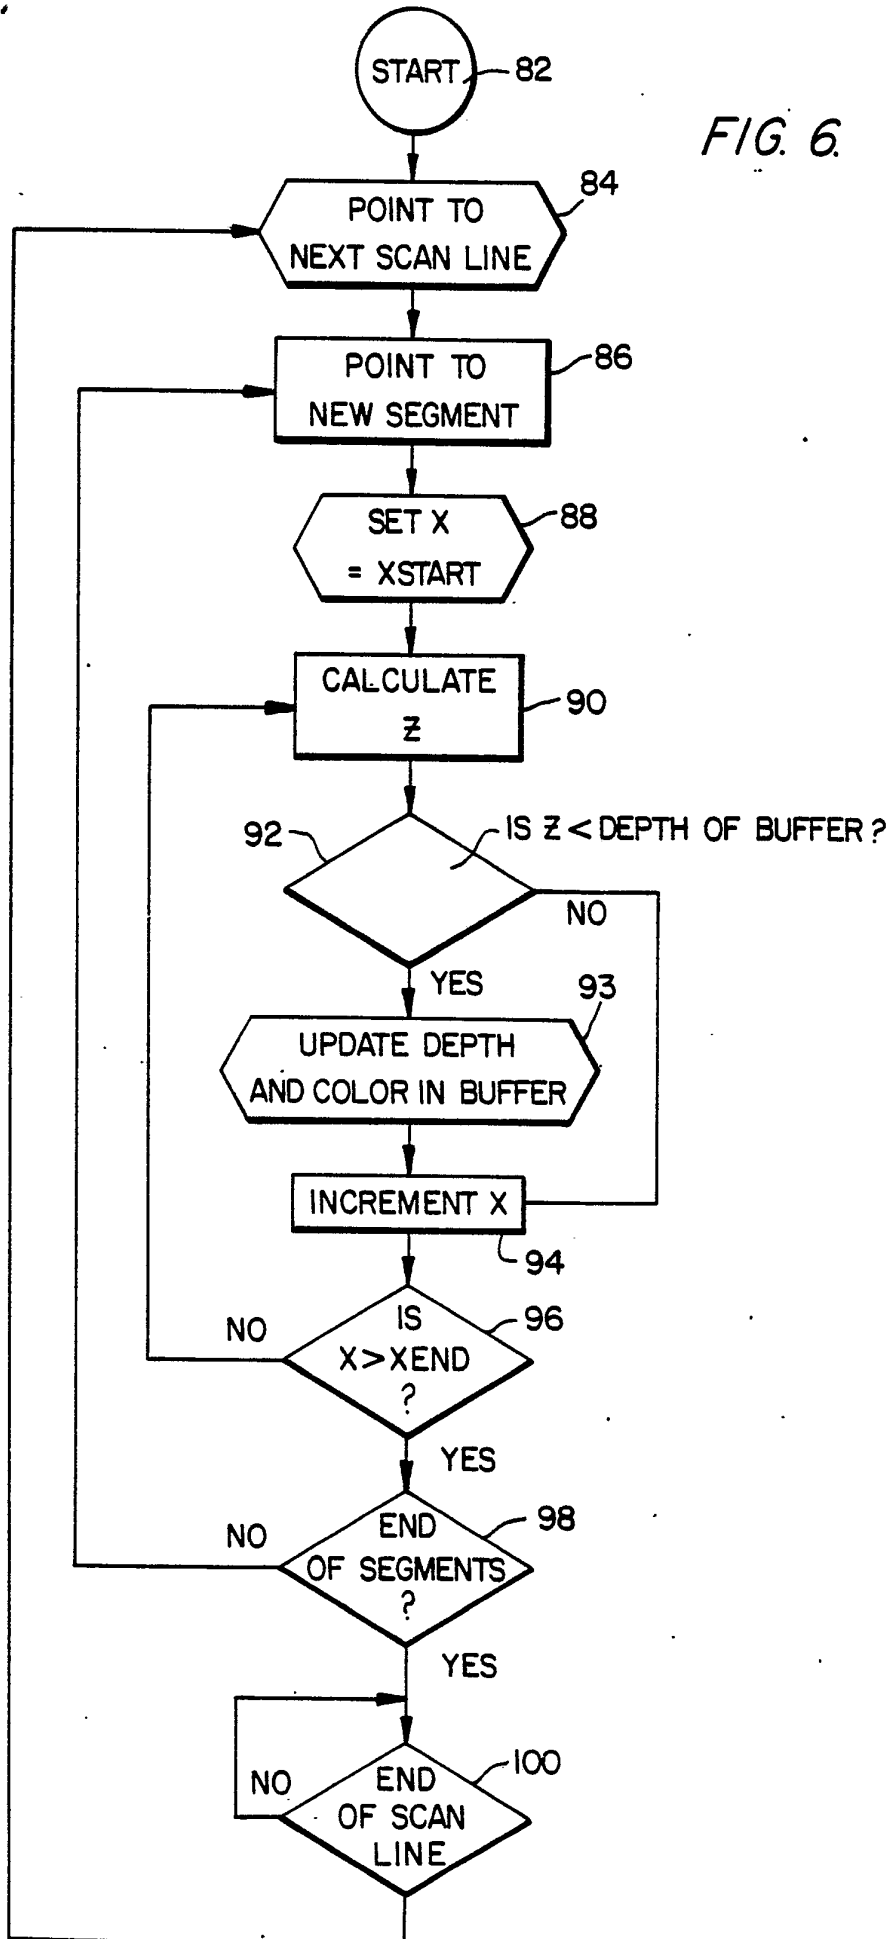 START
82
FIG. 6.
84
POINT TO
NEXT SCAN LINE
86
POINT TO
NEW SEGMENT
88
SET X
= XSTART
CALCULATE
Z
90
92
IS Z < DEPTH OF BUFFER?
NO
YES
93
UPDATE DEPTH
AND COLOR IN BUFFER
INCREMENT X
94
IS
X > XEND
?
96
NO
YES
END
OF SEGMENTS
?
98
NO
YES
END
OF SCAN
LINE
100
NO